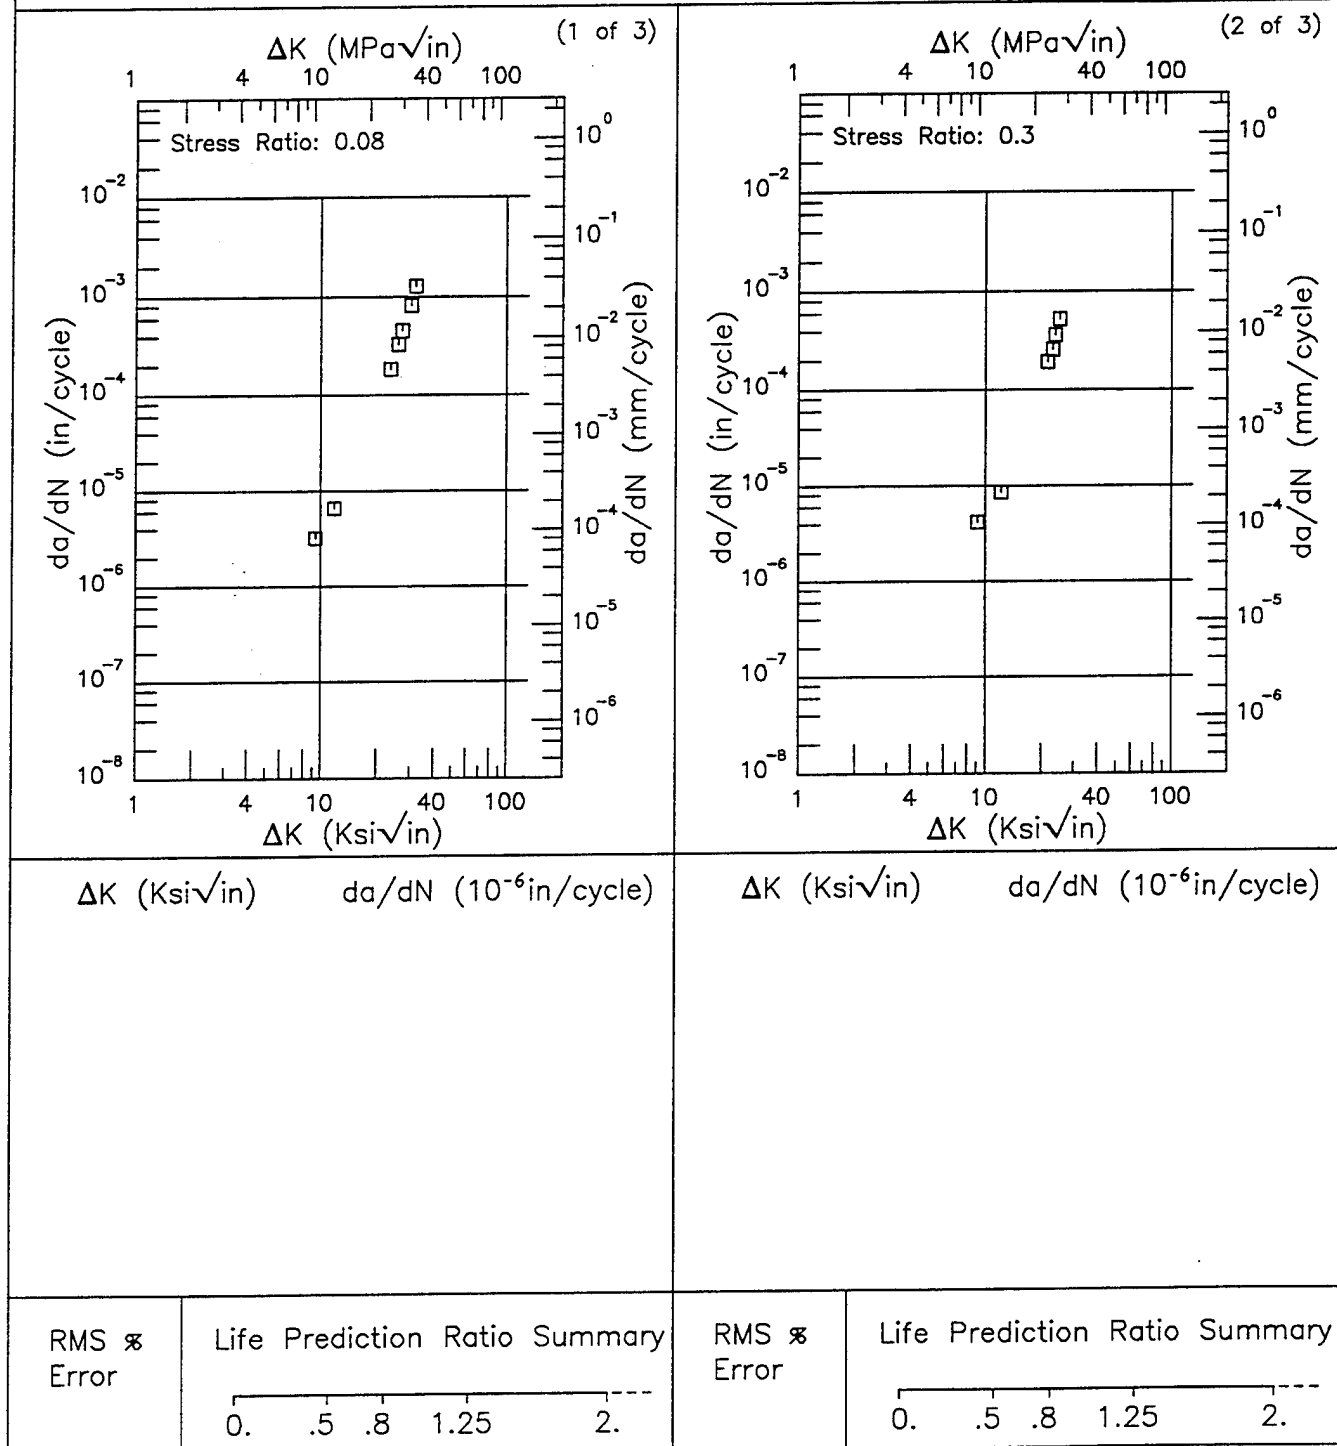 (1 of 3)
ΔK (MPa√in)
1 4 10 40 100
Stress Ratio: 0.08
10⁰
10⁻¹
10⁻²
10⁻³
10⁻⁴
10⁻⁵
10⁻⁶
da/dN (mm/cycle)
10⁻²
10⁻³
10⁻⁴
10⁻⁵
10⁻⁶
10⁻⁷
10⁻⁸
da/dN (in/cycle)
1 4 10 40 100
ΔK (Ksi√in)
(2 of 3)
ΔK (MPa√in)
1 4 10 40 100
Stress Ratio: 0.3
10⁰
10⁻¹
10⁻²
10⁻³
10⁻⁴
10⁻⁵
10⁻⁶
da/dN (mm/cycle)
10⁻²
10⁻³
10⁻⁴
10⁻⁵
10⁻⁶
10⁻⁷
10⁻⁸
da/dN (in/cycle)
1 4 10 40 100
ΔK (Ksi√in)
ΔK (Ksi√in) da/dN (10⁻⁶in/cycle)
ΔK (Ksi√in) da/dN (10⁻⁶in/cycle)
RMS %
Error
Life Prediction Ratio Summary
0. .5 .8 1.25 2.
RMS %
Error
Life Prediction Ratio Summary
0. .5 .8 1.25 2.